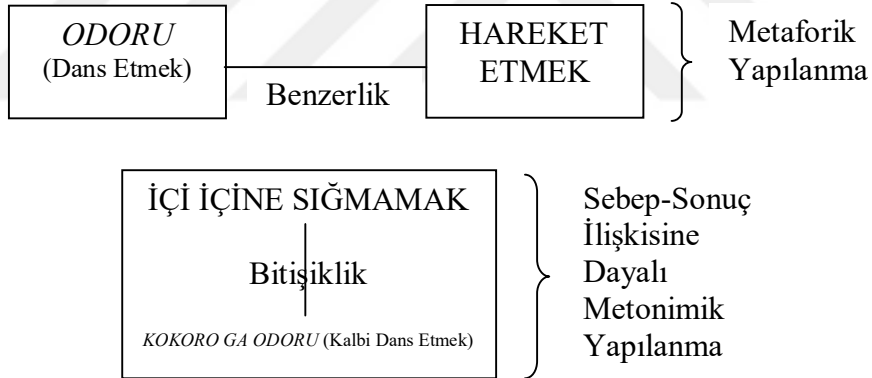 ODORU
(Dans Etmek)
Benzerlik
HAREKET
ETMEK
Metaforik
Yapılanma
İÇİ İÇİNE SIĞMAMAK
Bitişiklik
KOKORO GA ODORU (Kalbi Dans Etmek)
Sebep-Sonuç
İlişkisine
Dayalı
Metonimik
Yapılanma